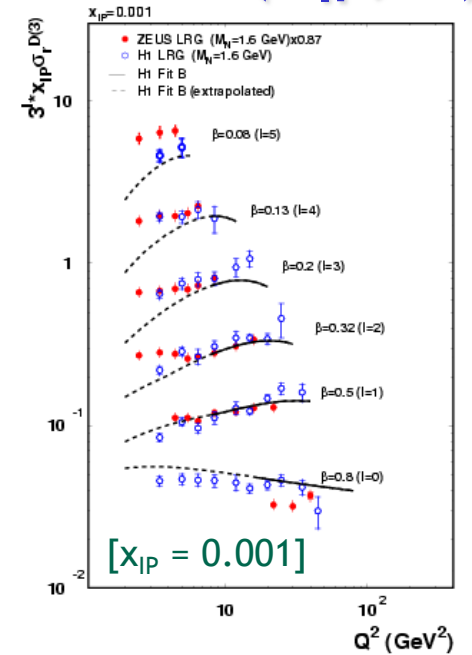 x_IP=0.001
ZEUS LRG (M_N=1.6 GeV)x0.87
H1 LRG (M_N=1.6 GeV)
H1 Fit B
H1 Fit B (extrapolated)
3^l*x_IP σ_r^D(3)
10
β=0.08 (l=5)
β=0.13 (l=4)
1
β=0.2 (l=3)
β=0.32 (l=2)
β=0.5 (l=1)
10^-1
β=0.8 (l=0)
[x_IP = 0.001]
10^-2
10
10^2
Q^2 (GeV^2)